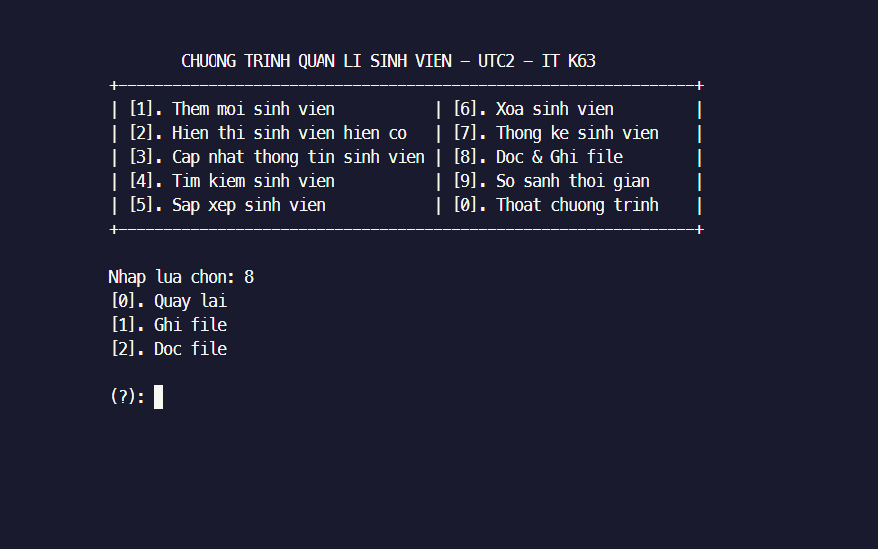 CHUONG TRINH QUAN LI SINH VIEN - UTC2 - IT K63
+----------------------------------------------------------------+
| [1]. Them moi sinh vien           | [6]. Xoa sinh vien         |
| [2]. Hien thi sinh vien hien co   | [7]. Thong ke sinh vien    |
| [3]. Cap nhat thong tin sinh vien | [8]. Doc & Ghi file        |
| [4]. Tim kiem sinh vien           | [9]. So sanh thoi gian     |
| [5]. Sap xep sinh vien            | [0]. Thoat chuong trinh    |
+----------------------------------------------------------------+
Nhap lua chon: 8
[0]. Quay lai
[1]. Ghi file
[2]. Doc file
(?):